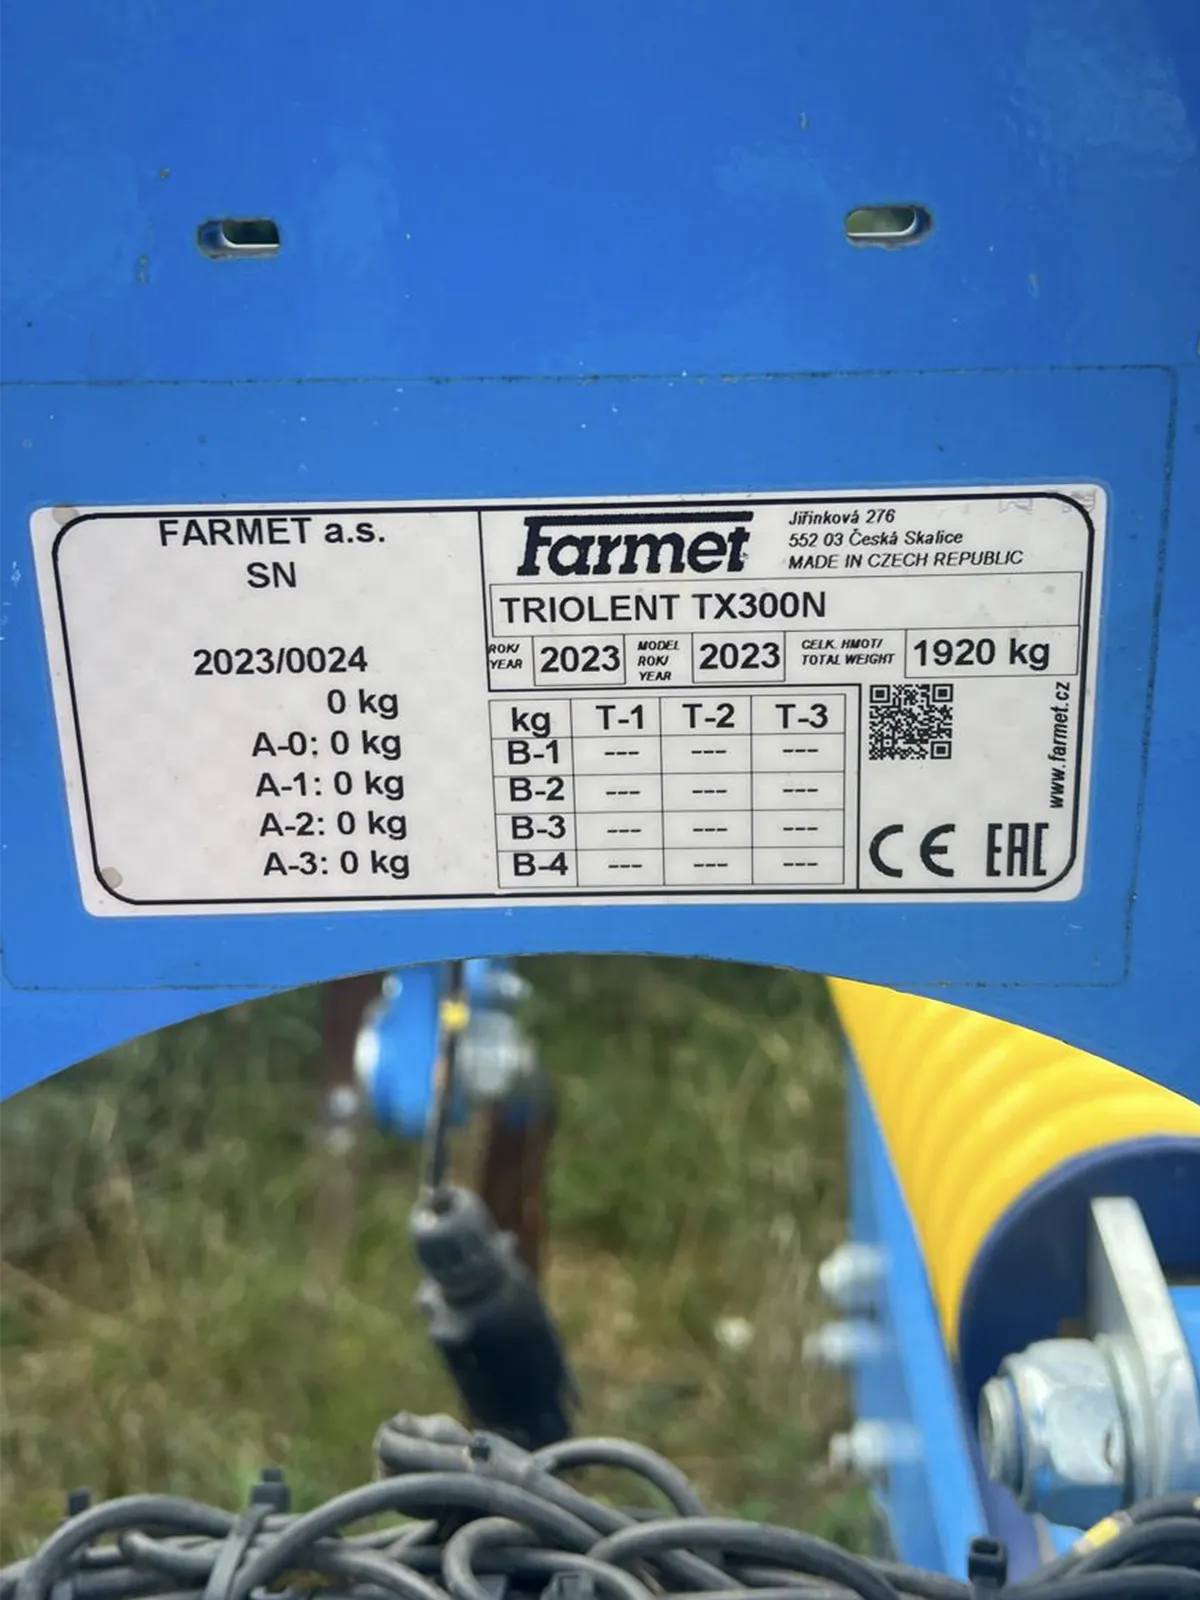 FARMET a.s.
SN
2023/0024
0 kg
A-0: 0 kg
A-1: 0 kg
A-2: 0 kg
A-3: 0 kg
Farmet
Jiřinková 276
552 03 Česká Skalice
MADE IN CZECH REPUBLIC
TRIOLENT TX300N
ROK/ YEAR 2023 MODEL ROK/ YEAR 2023 CELK. HMOT/ TOTAL WEIGHT 1920 kg
kg T-1 T-2 T-3
B-1 --- --- ---
B-2 --- --- ---
B-3 --- --- ---
B-4 --- --- ---
www.farmet.cz
CE EAC